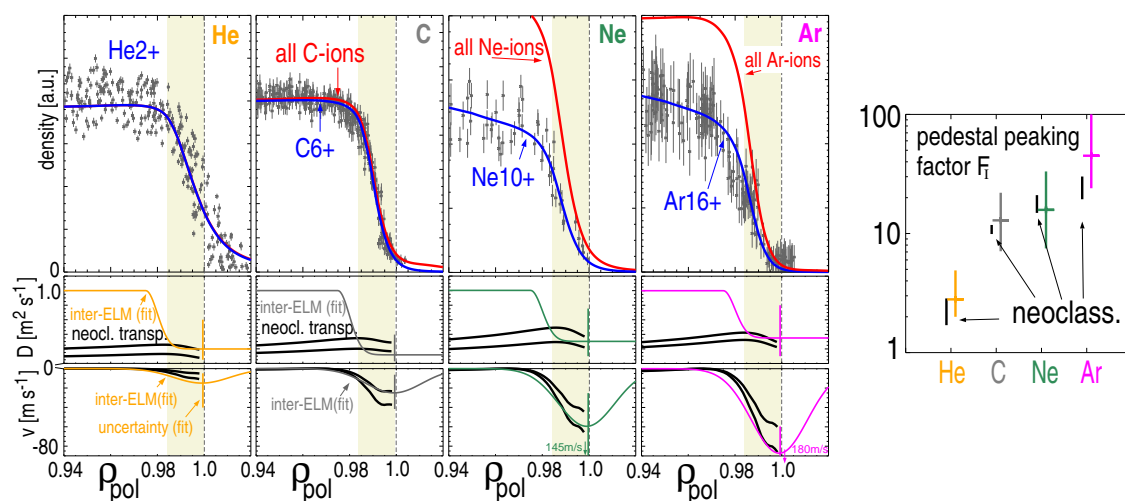 He
C
Ne
Ar
He2+
all C-ions
all Ne-ions
all Ar-ions
C6+
Ne10+
Ar16+
density [a.u.]
pedestal peaking
factor F_I
100
10
1
neoclass.
He
C
Ne
Ar
D [m² s⁻¹]
1.0
0
inter-ELM (fit)
neocl. transp.
inter-ELM (fit)
neocl. transp.
v [m s⁻¹]
0
-80
inter-ELM(fit)
uncertainty (fit)
inter-ELM(fit)
145m/s
180m/s
0.94 0.98 1.0
0.94 0.98 1.0
0.94 0.98 1.0
0.94 0.98 1.0
ρpol
ρpol
ρpol
ρpol